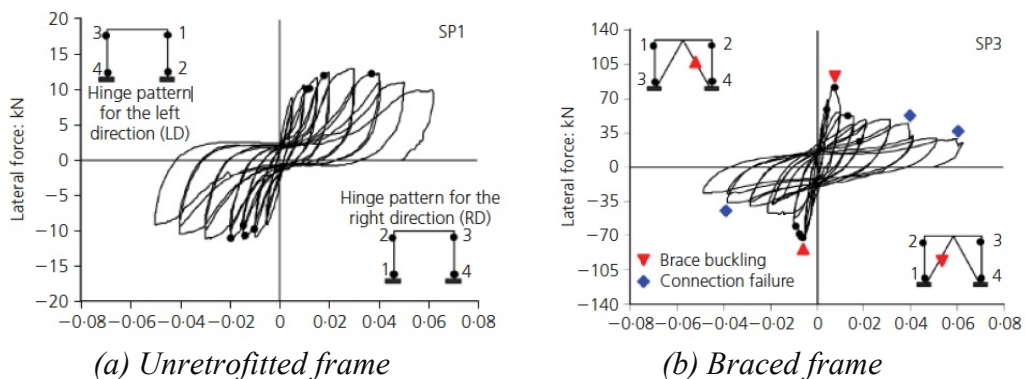 20
15
10
5
0
−5
−10
−15
−20
Lateral force: kN
−0.08 −0.06 −0.04 −0.02 0 0.02 0.04 0.06 0.08
SP1
3 1
4 2
Hinge pattern
for the left
direction (LD)
Hinge pattern for the
right direction (RD)
2 3
1 4
(a) Unretrofitted frame
140
105
70
35
0
−35
−70
−105
−140
Lateral force: kN
−0.08 −0.06 −0.04 −0.02 0 0.02 0.04 0.06 0.08
SP3
1 2
3 4
2 3
1 4
Brace buckling
Connection failure
(b) Braced frame